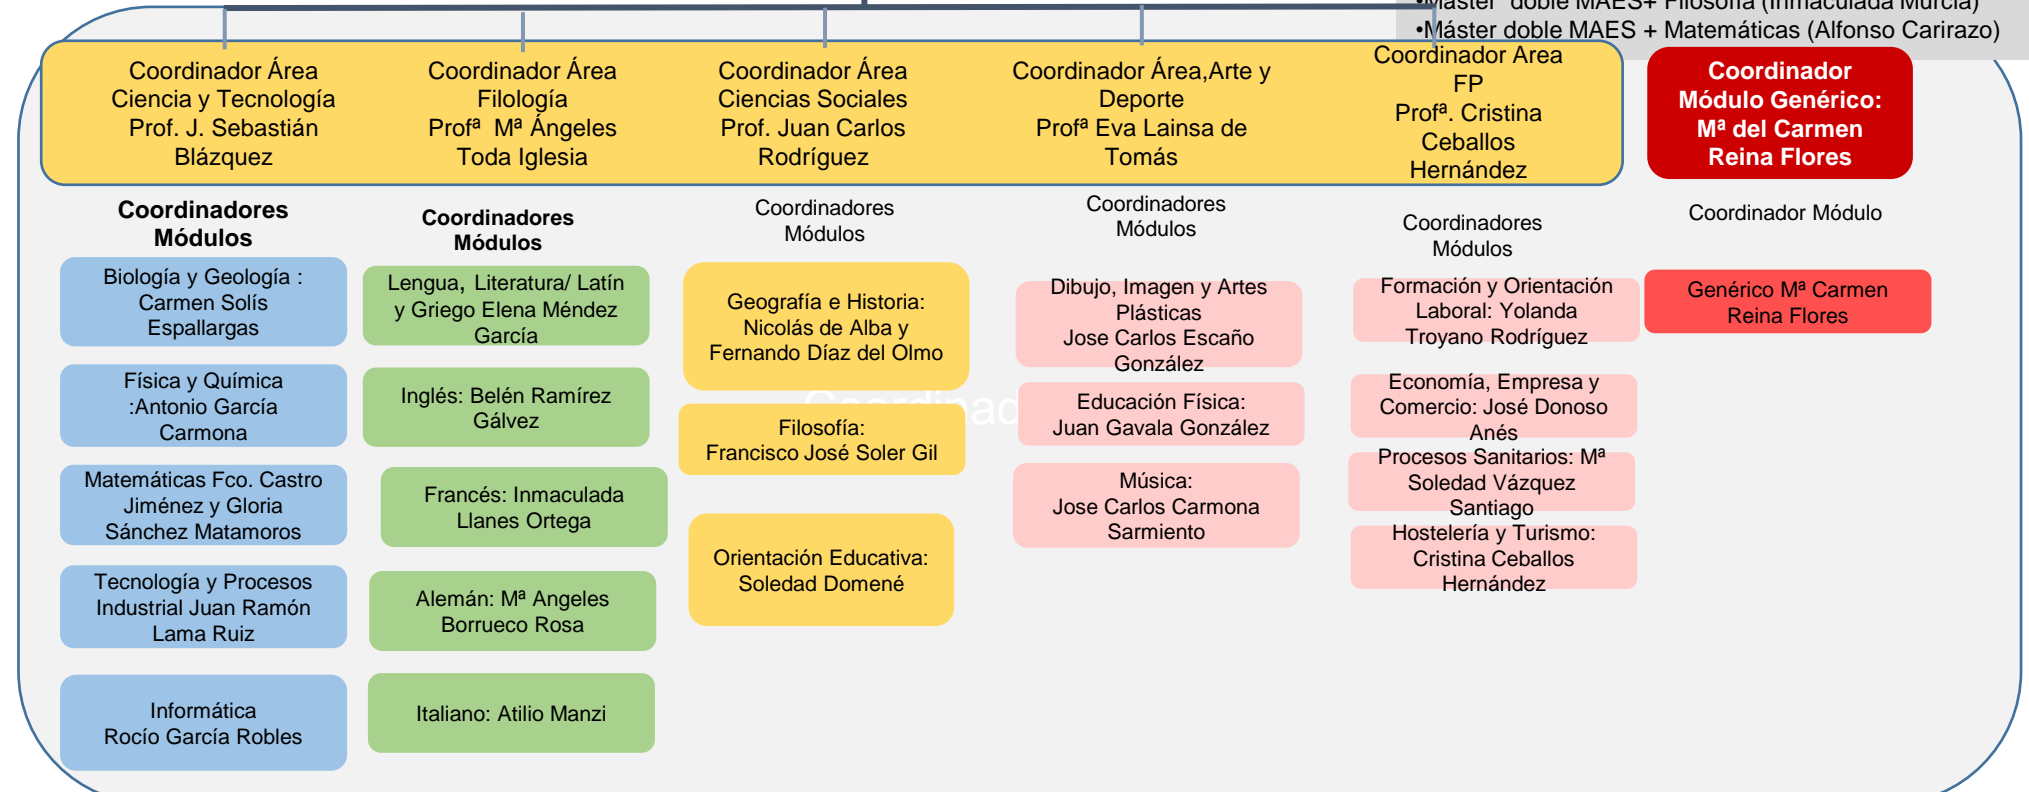 •Máster doble MAES+ Filosofía (Inmaculada Murcia)
•Máster doble MAES + Matemáticas (Alfonso Carirazo)
Coordinador Área
Ciencia y Tecnología
Prof. J. Sebastián
Blázquez
Coordinador Área
Filología
Profª Mª Ángeles
Toda Iglesia
Coordinador Área
Ciencias Sociales
Prof. Juan Carlos
Rodríguez
Coordinador Área,Arte y
Deporte
Profª Eva Lainsa de
Tomás
Coordinador Area
FP
Profª. Cristina
Ceballos
Hernández
Coordinador
Módulo Genérico:
Mª del Carmen
Reina Flores
Coordinadores
Módulos
Biología y Geología :
Carmen Solís
Espallargas
Física y Química
:Antonio García
Carmona
Matemáticas Fco. Castro
Jiménez y Gloria
Sánchez Matamoros
Tecnología y Procesos
Industrial Juan Ramón
Lama Ruiz
Informática
Rocío García Robles
Coordinadores
Módulos
Lengua, Literatura/ Latín
y Griego Elena Méndez
García
Inglés: Belén Ramírez
Gálvez
Francés: Inmaculada
Llanes Ortega
Alemán: Mª Angeles
Borrueco Rosa
Italiano: Atilio Manzi
Coordinadores
Módulos
Geografía e Historia:
Nicolás de Alba y
Fernando Díaz del Olmo
Filosofía:
Francisco José Soler Gil
Orientación Educativa:
Soledad Domené
Coordinadores
Módulos
Dibujo, Imagen y Artes
Plásticas
Jose Carlos Escaño
González
Educación Física:
Juan Gavala González
Música:
Jose Carlos Carmona
Sarmiento
Coordinadores
Módulos
Formación y Orientación
Laboral: Yolanda
Troyano Rodríguez
Economía, Empresa y
Comercio: José Donoso
Anés
Procesos Sanitarios: Mª
Soledad Vázquez
Santiago
Hostelería y Turismo:
Cristina Ceballos
Hernández
Coordinador Módulo
Genérico Mª Carmen
Reina Flores